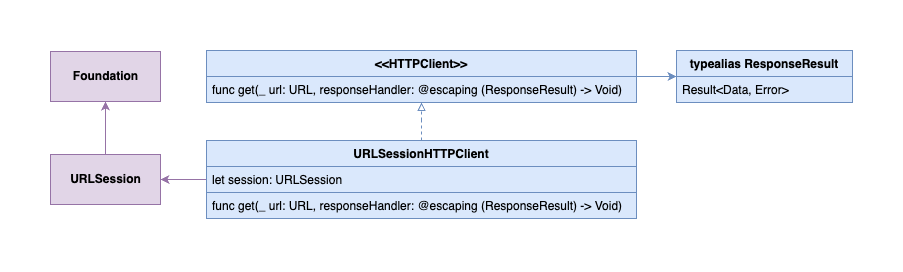 Foundation
<<HTTPClient>>
func get(_ url: URL, responseHandler: @escaping (ResponseResult) -> Void)
typealias ResponseResult
Result<Data, Error>
URLSession
URLSessionHTTPClient
let session: URLSession
func get(_ url: URL, responseHandler: @escaping (ResponseResult) -> Void)